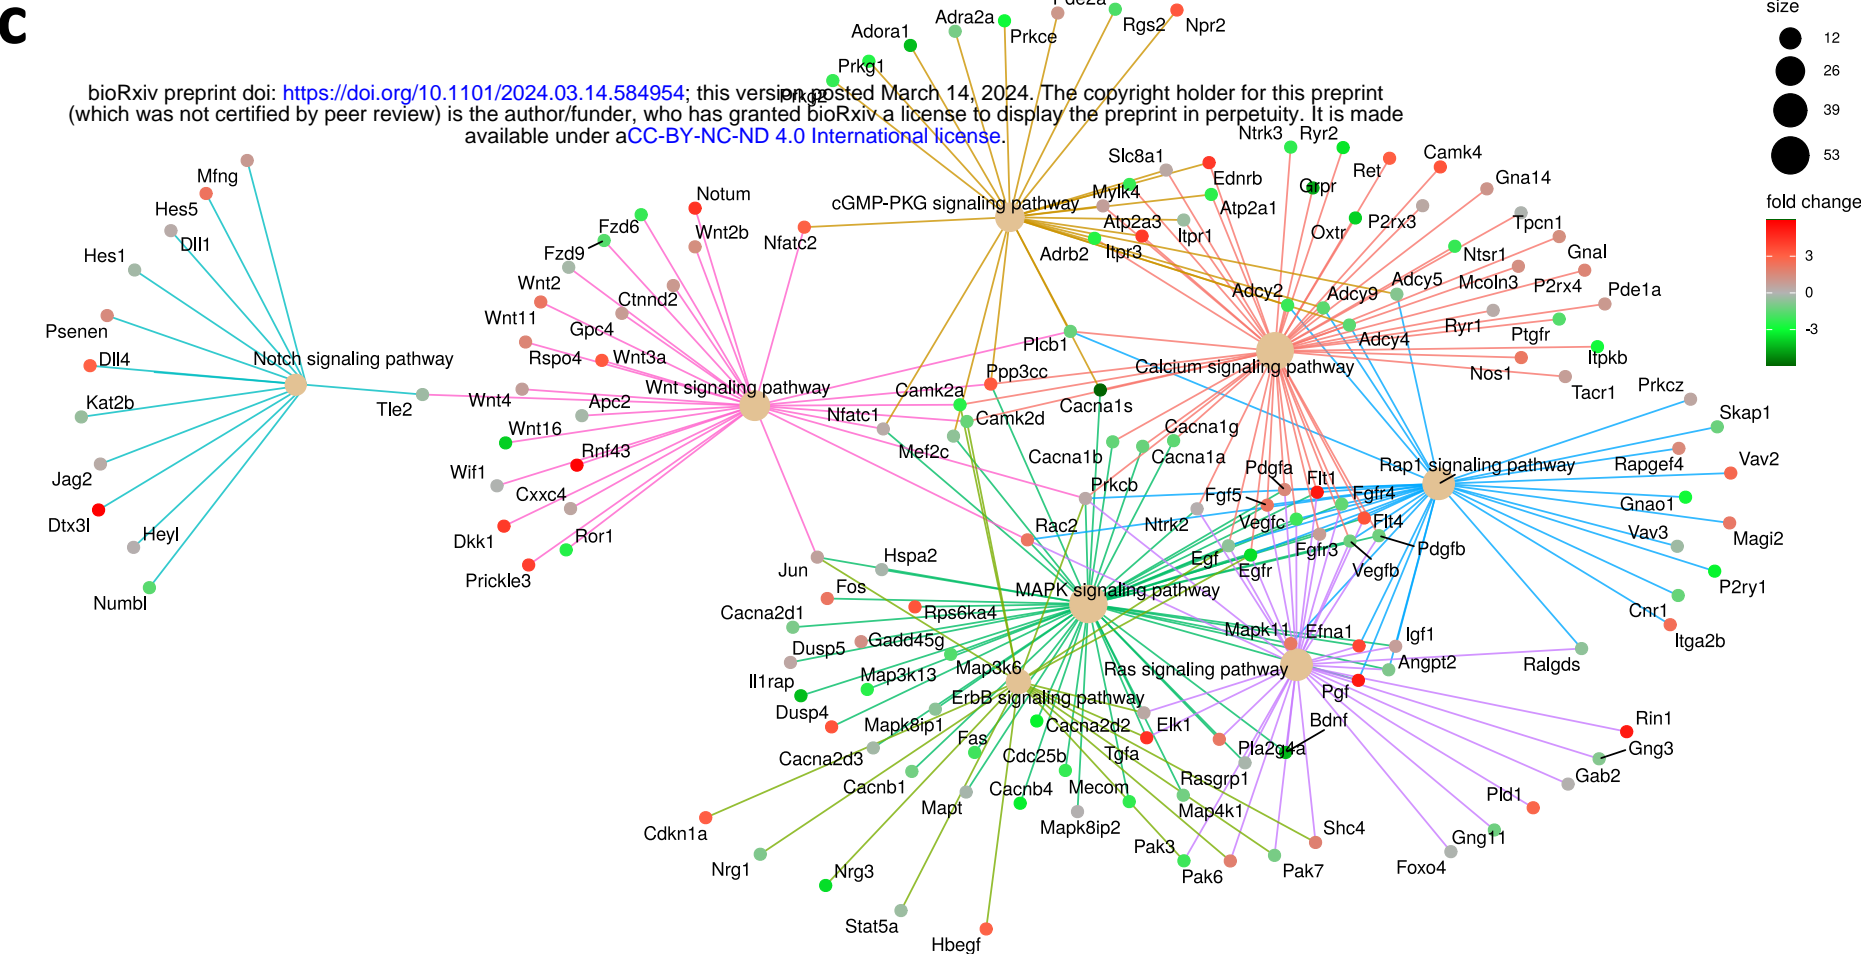 c
Pde2a
size
Adra2a
Rgs2
Npr2
Adora1
Prkce
12
Prkg1
26
bioRxiv preprint doi: https://doi.org/10.1101/2024.03.14.584954; this version posted March 14, 2024. The copyright holder for this preprint
Prkg2
(which was not certified by peer review) is the author/funder, who has granted bioRxiv a license to display the preprint in perpetuity. It is made
39
available under aCC-BY-NC-ND 4.0 International license.
Ntrk3 Ryr2
53
Slc8a1
Camk4
Mfng
Ret
Ednrb
Gna14
Notum
Mylk4
Grpr
cGMP-PKG signaling pathway
fold change
Hes5
Atp2a1
Fzd6
Atp2a3
P2rx3
Tpcn1
Dll1
Wnt2b
Nfatc2
Itpr1
Oxtr
Hes1
Fzd9
Adrb2
Itpr3
Ntsr1
Gnal
3
Wnt2
Adcy5
Mcoln3
P2rx4
Pde1a
0
Ctnnd2
Adcy2
Adcy9
Wnt11
Gpc4
Ryr1
Ptgfr
-3
Psenen
Plcb1
Adcy4
Notch signaling pathway
Rspo4
Wnt3a
Itpkb
Dll4
Calcium signaling pathway
Ppp3cc
Nos1
Wnt signaling pathway
Camk2a
Tacr1
Prkcz
Kat2b
Tle2
Wnt4
Apc2
Cacna1s
Nfatc1
Camk2d
Skap1
Wnt16
Cacna1g
Rnf43
Mef2c
Cacna1b
Cacna1a
Vav2
Wif1
Pdgfa
Rap1 signaling pathway
Rapgef4
Jag2
Prkcb
Flt1
Cxxc4
Fgf5
Fgfr4
Gnao1
Dtx3l
Rac2
Ntrk2
Vegfc
Flt4
Heyl
Dkk1
Ror1
Vav3
Magi2
Hspa2
Egf
Fgfr3
Pdgfb
Jun
Egfr
Vegfb
Prickle3
Fos
MAPK signaling pathway
P2ry1
Numbl
Cacna2d1
Rps6ka4
Cnr1
Mapk11
Efna1
Igf1
Itga2b
Dusp5
Gadd45g
Map3k6
Ras signaling pathway
Angpt2
Ralgds
Il1rap
Map3k13
ErbB signaling pathway
Pgf
Dusp4
Mapk8ip1
Cacna2d2
Elk1
Bdnf
Rin1
Fas
Pla2g4a
Gng3
Cacna2d3
Cdc25b
Tgfa
Rasgrp1
Gab2
Cacnb1
Cacnb4
Mecom
Pld1
Mapt
Map4k1
Cdkn1a
Mapk8ip2
Shc4
Gng11
Pak3
Nrg1
Nrg3
Pak6
Pak7
Foxo4
Stat5a
Hbegf